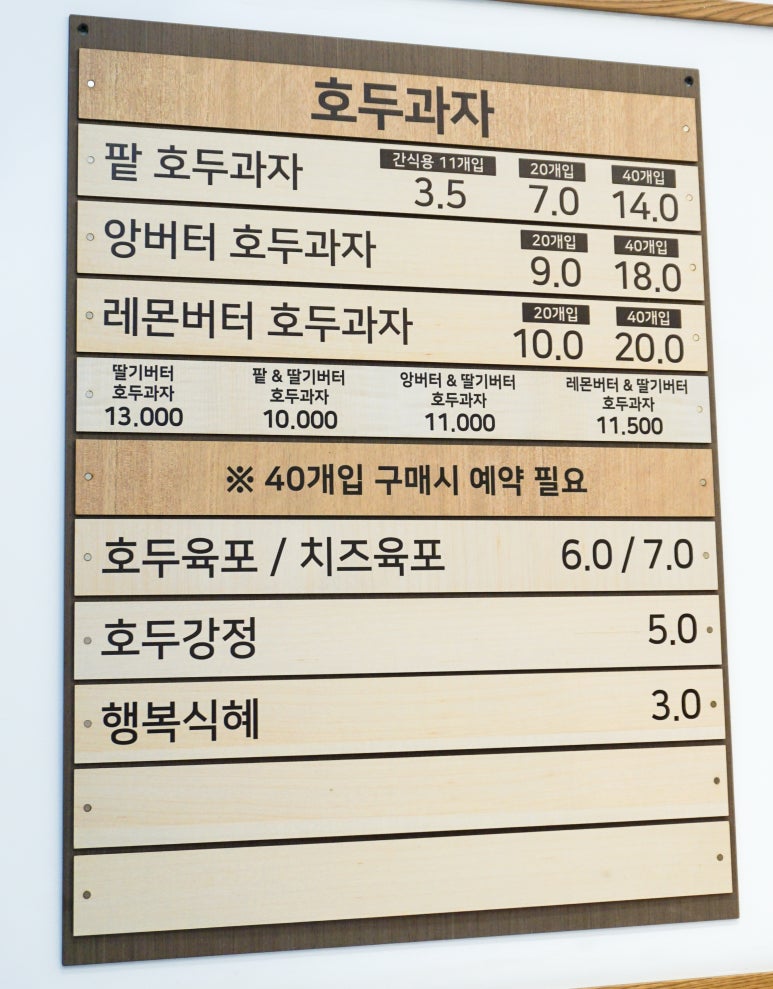 호두과자
팥 호두과자 간식용 11개입 3.5 20개입 7.0 40개입 14.0
앙버터 호두과자 20개입 9.0 40개입 18.0
레몬버터 호두과자 20개입 10.0 40개입 20.0
딸기버터 호두과자 13.000
팥 & 딸기버터 호두과자 10.000
앙버터 & 딸기버터 호두과자 11.000
레몬버터 & 딸기버터 호두과자 11.500
※ 40개입 구매시 예약 필요
호두육포 / 치즈육포 6.0 / 7.0
호두강정 5.0
행복식혜 3.0